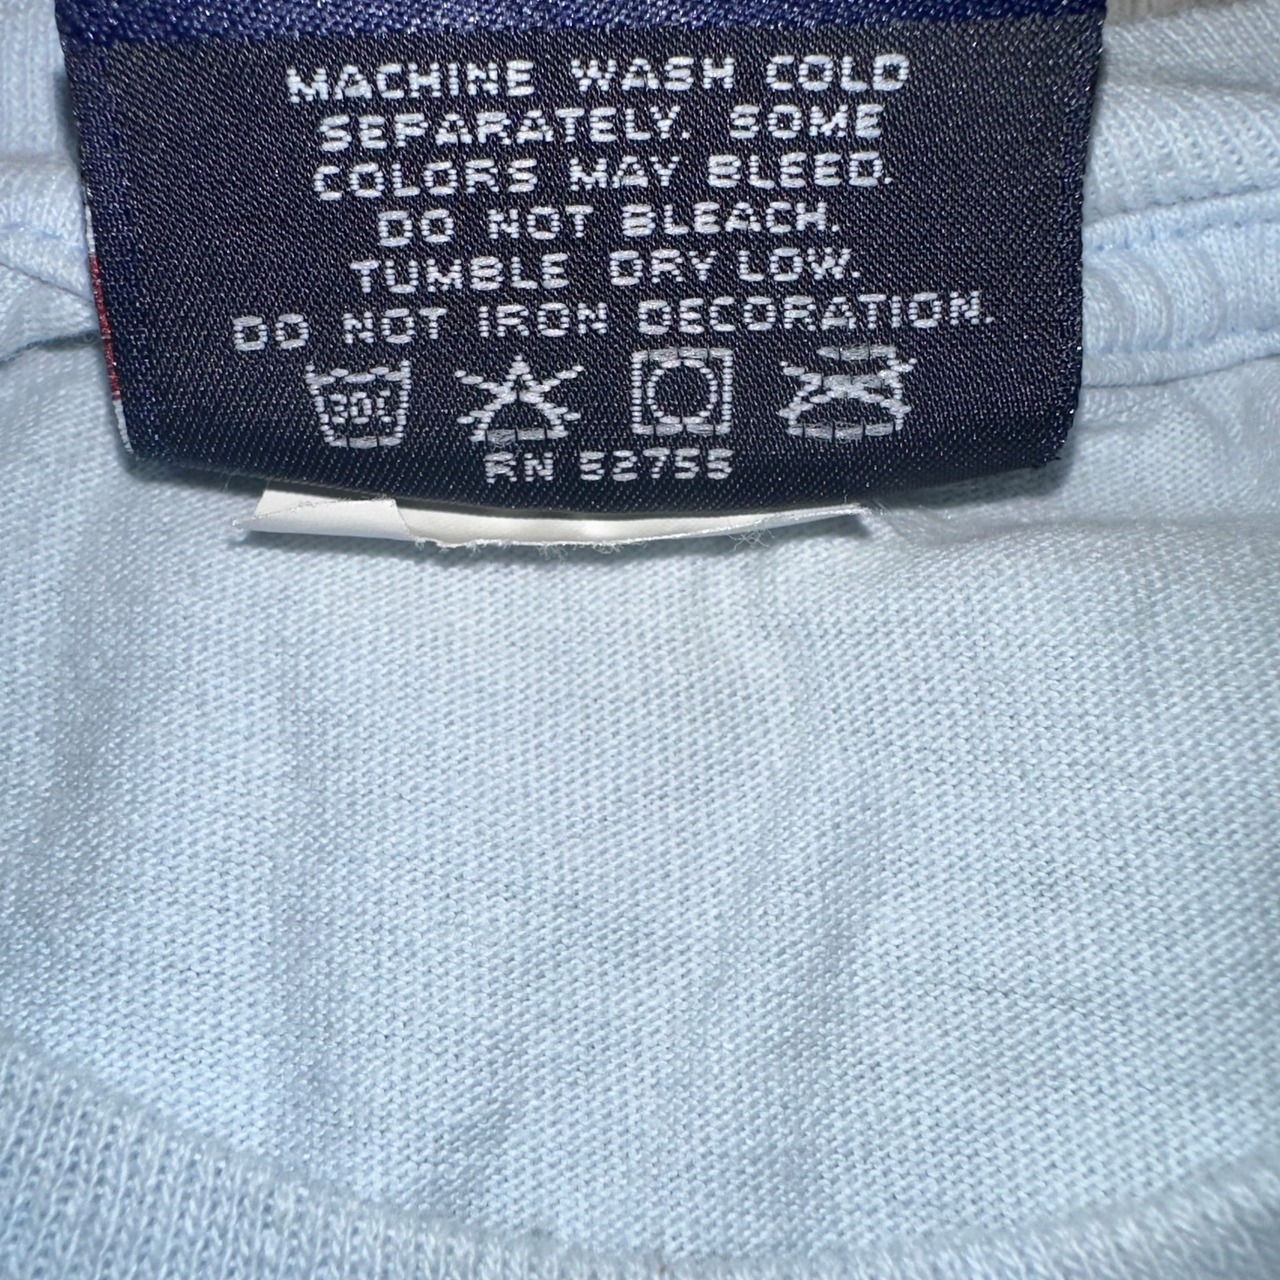 MACHINE WASH COLD
SEPARATELY. SOME
COLORS MAY BLEED.
DO NOT BLEACH.
TUMBLE DRY LOW.
DO NOT IRON DECORATION.
30°
RN 52755